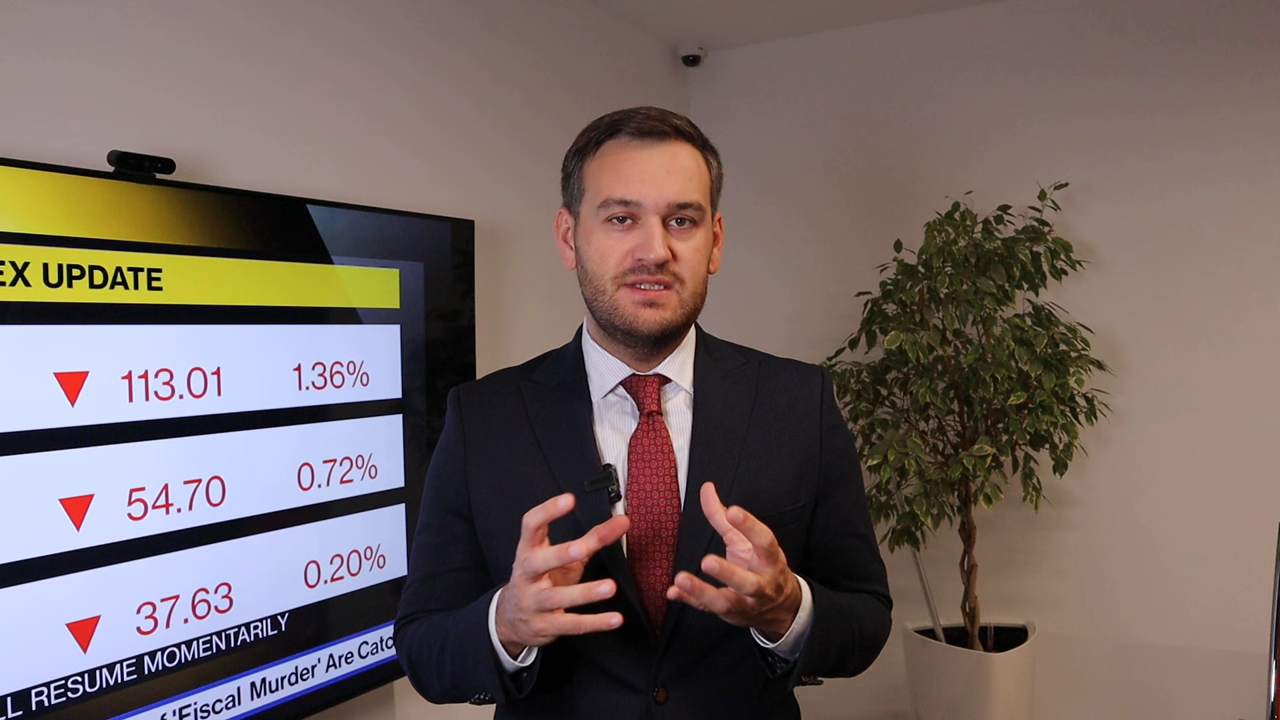 EX UPDATE
▼ 113.01 1.36%
▼ 54.70 0.72%
▼ 37.63 0.20%
LL RESUME MOMENTARILY
f 'Fiscal Murder' Are Catc